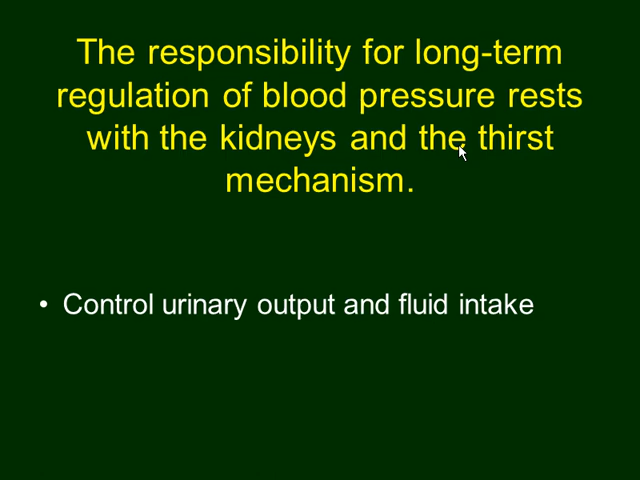 The responsibility for long-term
regulation of blood pressure rests
with the kidneys and the thirst
mechanism.
• Control urinary output and fluid intake